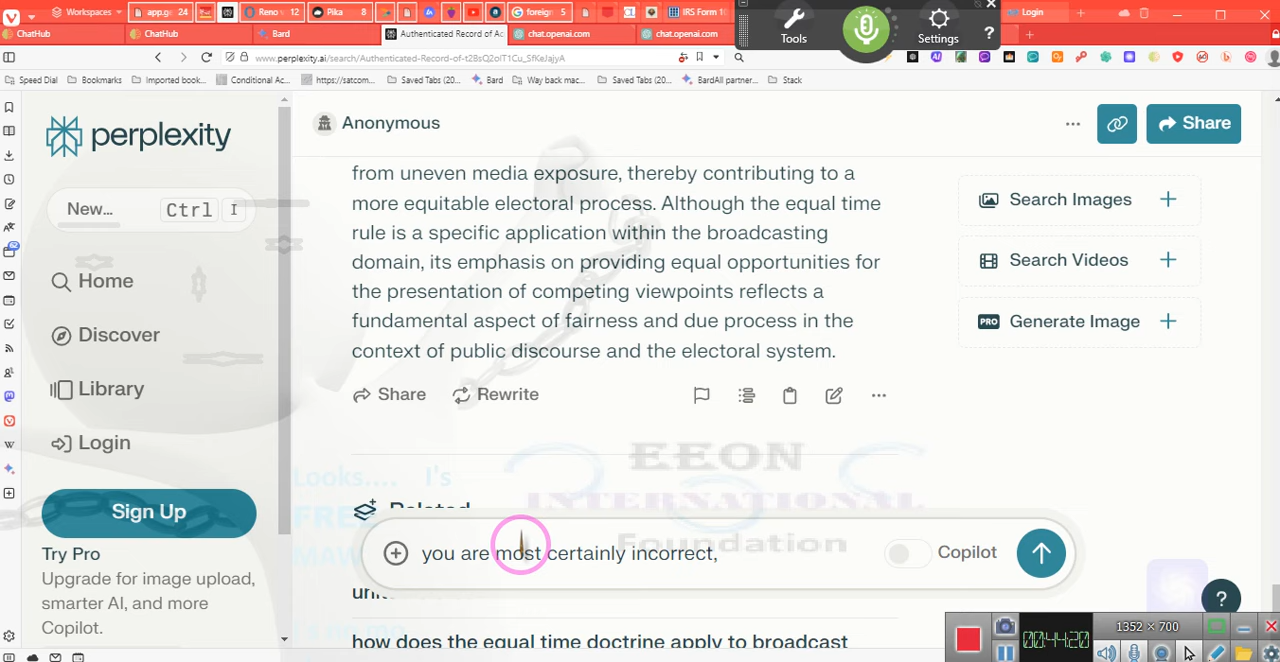 Workspaces
app.ge 24
Reno 12
Pika 8
foreign 5
IRS Form 10
Login
ChatHub
ChatHub
Bard
Authenticated Record of Ac
chat.openai.com
chat.openai.com
Tools
Settings
?
www.perplexity.ai/search/Authenticated-Record-of-t28sQ2oIT1Cu_SfKeJajyA
Speed Dial
Bookmarks
Imported book...
Conditional Ac...
https://satcom...
Saved Tabs (20...
Bard
Way back mac...
Saved Tabs (20...
BardAll partner...
Stack
perplexity
Anonymous
Share
New... Ctrl I
Home
Discover
Library
Login
Sign Up
Try Pro
Upgrade for image upload,
smarter AI, and more
Copilot.
from uneven media exposure, thereby contributing to a
more equitable electoral process. Although the equal time
rule is a specific application within the broadcasting
domain, its emphasis on providing equal opportunities for
the presentation of competing viewpoints reflects a
fundamental aspect of fairness and due process in the
context of public discourse and the electoral system.
Share
Rewrite
Search Images
Search Videos
PRO Generate Image
Looks.... I's
FREE
MAW
EEON
INTERNATIONAL
Foundation
Related
you are most certainly incorrect,
Copilot
how does the equal time doctrine apply to broadcast
?
1352 × 700
00:44:20